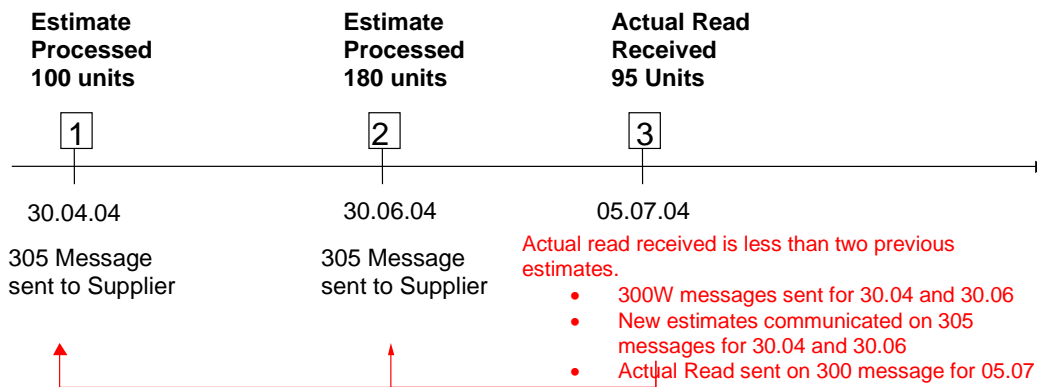 Estimate
Processed
100 units
Estimate
Processed
180 units
Actual Read
Received
95 Units
1
2
3
30.04.04
30.06.04
05.07.04
305 Message
sent to Supplier
305 Message
sent to Supplier
Actual read received is less than two previous
estimates.
• 300W messages sent for 30.04 and 30.06
• New estimates communicated on 305
messages for 30.04 and 30.06
• Actual Read sent on 300 message for 05.07